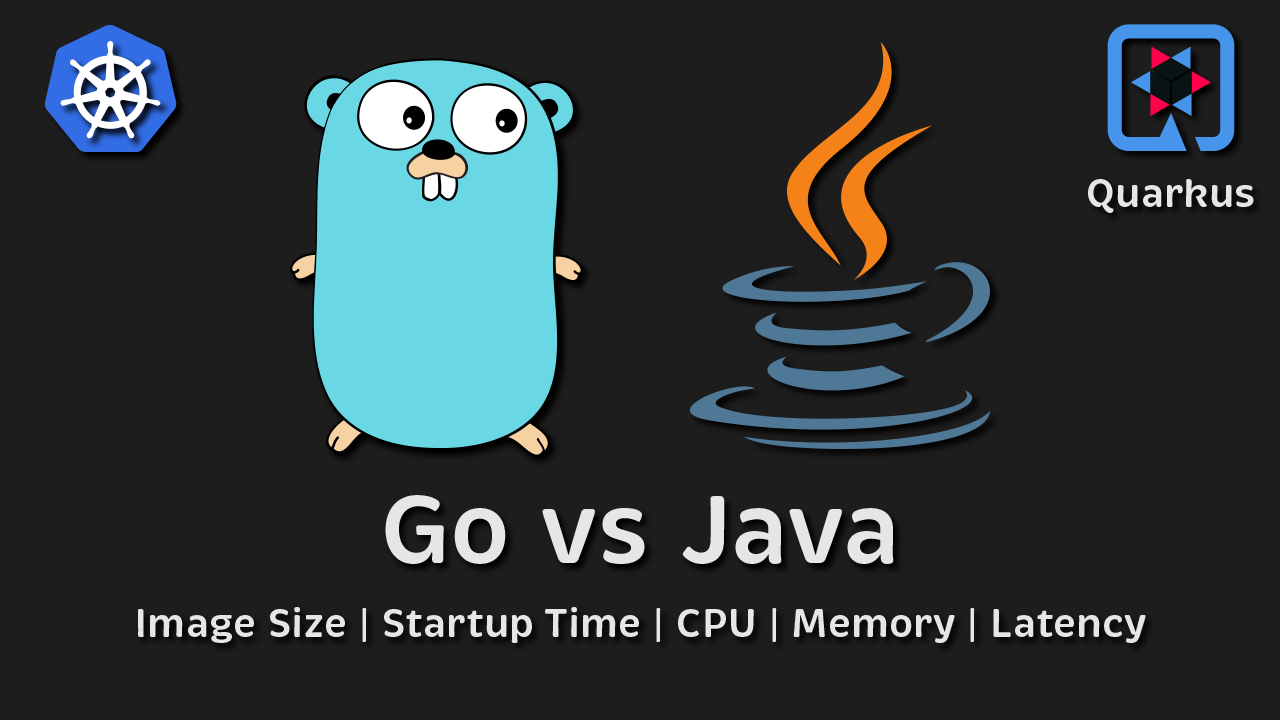 Quarkus
Go vs Java
Image Size | Startup Time | CPU | Memory | Latency